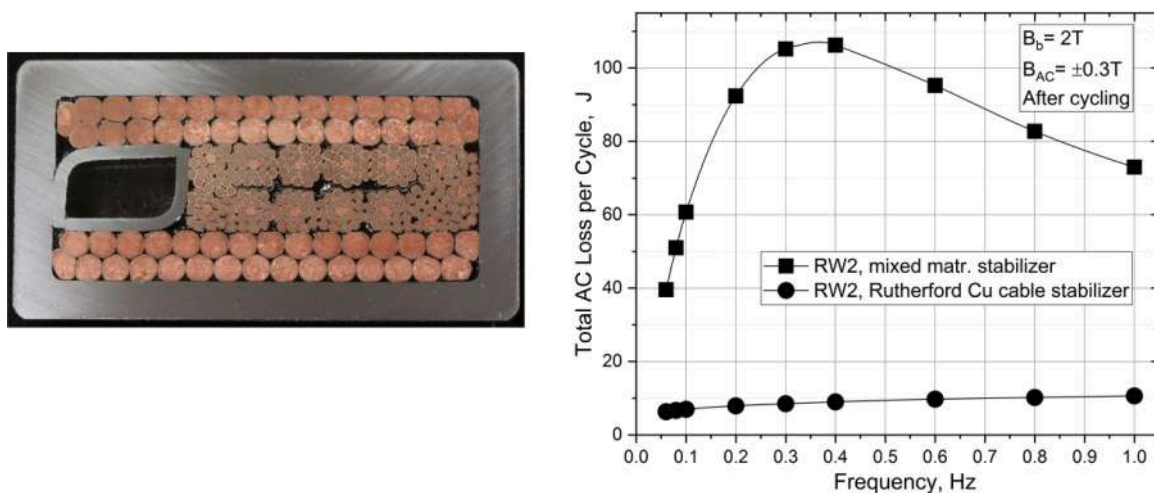 Total AC Loss per Cycle, J
100
80
60
40
20
0
B_b= 2T
B_AC= ±0.3T
After cycling
RW2, mixed matr. stabilizer
RW2, Rutherford Cu cable stabilizer
0.0 0.1 0.2 0.3 0.4 0.5 0.6 0.7 0.8 0.9 1.0
Frequency, Hz